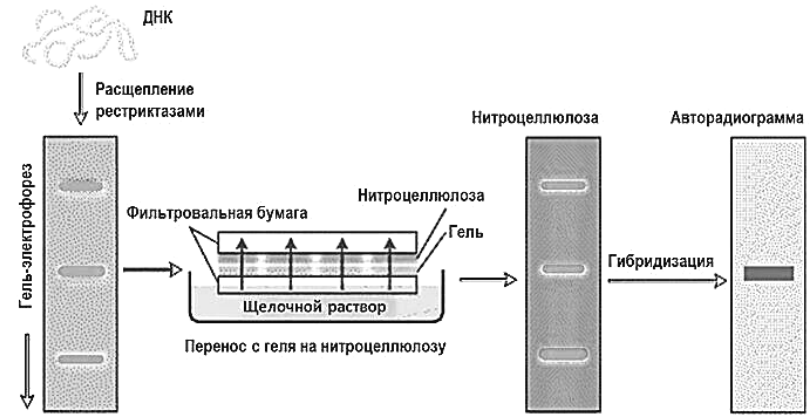 ДНК
Расщепление
рестриктазами
Гель-электрофорез
Фильтровальная бумага
Нитроцеллюлоза
Гель
Щелочной раствор
Перенос с геля на нитроцеллюлозу
Нитроцеллюлоза
Гибридизация
Авторадиограмма